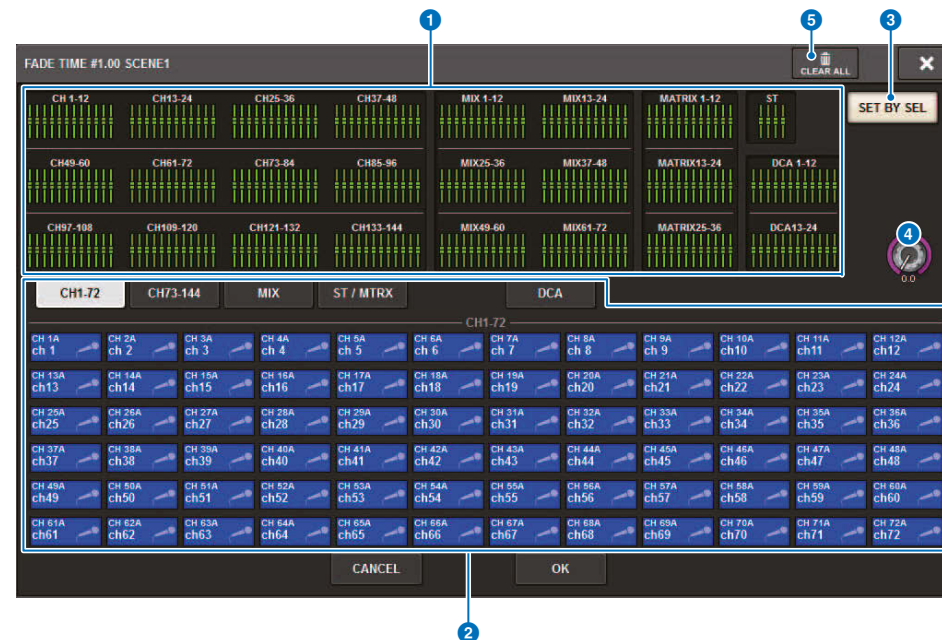 1 5 3
FADE TIME #1.00 SCENE1 CLEAR ALL
CH 1-12 CH13-24 CH25-36 CH37-48 MIX 1-12 MIX13-24 MATRIX 1-12 ST
SET BY SEL
CH49-60 CH61-72 CH73-84 CH85-96 MIX25-36 MIX37-48 MATRIX13-24 DCA 1-12
CH97-108 CH109-120 CH121-132 CH133-144 MIX49-60 MIX61-72 MATRIX25-36 DCA13-24
4
0.0
CH1-72 CH73-144 MIX ST / MTRX DCA
CH1-72
CH 1A CH 2A CH 3A CH 4A CH 5A CH 6A CH 7A CH 8A CH 9A CH 10A CH 11A CH 12A
ch 1 ch 2 ch 3 ch 4 ch 5 ch 6 ch 7 ch 8 ch 9 ch10 ch11 ch12
CH 13A CH 14A CH 15A CH 16A CH 17A CH 18A CH 19A CH 20A CH 21A CH 22A CH 23A CH 24A
ch13 ch14 ch15 ch16 ch17 ch18 ch19 ch20 ch21 ch22 ch23 ch24
CH 25A CH 26A CH 27A CH 28A CH 29A CH 30A CH 31A CH 32A CH 33A CH 34A CH 35A CH 36A
ch25 ch26 ch27 ch28 ch29 ch30 ch31 ch32 ch33 ch34 ch35 ch36
CH 37A CH 38A CH 39A CH 40A CH 41A CH 42A CH 43A CH 44A CH 45A CH 46A CH 47A CH 48A
ch37 ch38 ch39 ch40 ch41 ch42 ch43 ch44 ch45 ch46 ch47 ch48
CH 49A CH 50A CH 51A CH 52A CH 53A CH 54A CH 55A CH 56A CH 57A CH 58A CH 59A CH 60A
ch49 ch50 ch51 ch52 ch53 ch54 ch55 ch56 ch57 ch58 ch59 ch60
CH 61A CH 62A CH 63A CH 64A CH 65A CH 66A CH 67A CH 68A CH 69A CH 70A CH 71A CH 72A
ch61 ch62 ch63 ch64 ch65 ch66 ch67 ch68 ch69 ch70 ch71 ch72
CANCEL OK
2